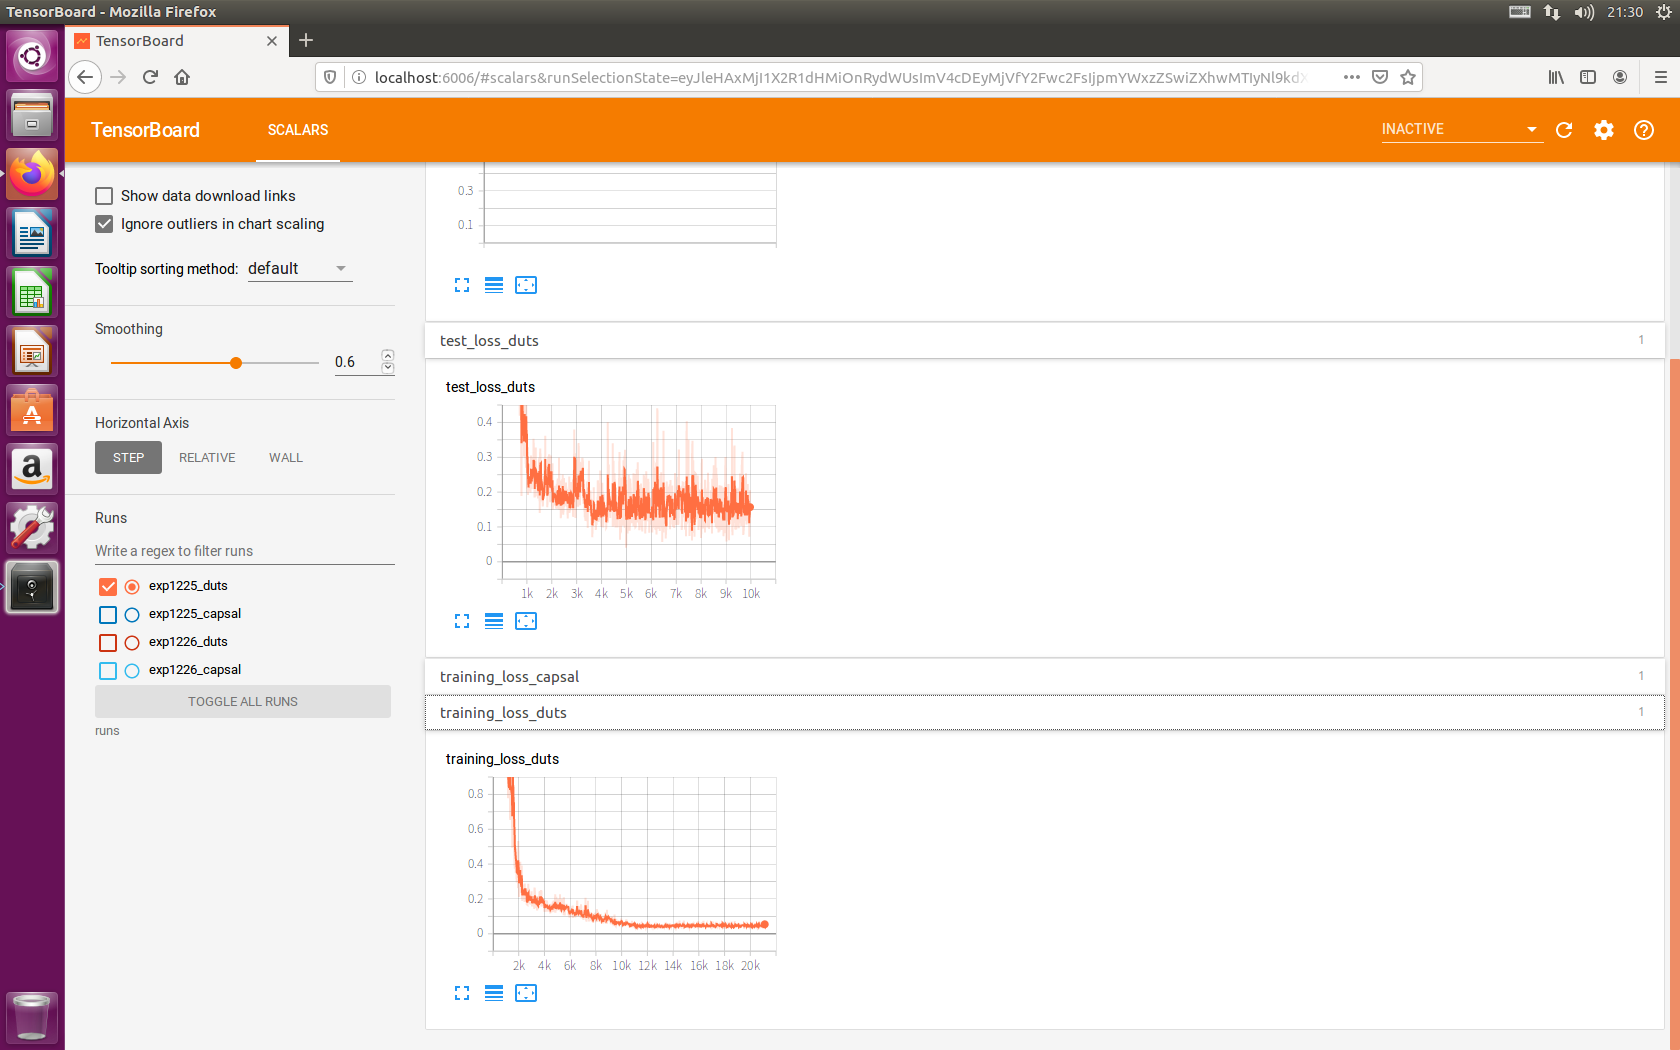 TensorBoard - Mozilla Firefox
21:30
TensorBoard
localhost:6006/#scalars&runSelectionState=
TensorBoard
SCALARS
INACTIVE
Show data download links
Ignore outliers in chart scaling
Tooltip sorting method: default
Smoothing
0.6
Horizontal Axis
STEP RELATIVE WALL
Runs
Write a regex to filter runs
exp1225_duts
exp1225_capsal
exp1226_duts
exp1226_capsal
TOGGLE ALL RUNS
runs
0.3
0.1
test_loss_duts 1
test_loss_duts
0.4
0.3
0.2
0.1
0
1k 2k 3k 4k 5k 6k 7k 8k 9k 10k
training_loss_capsal 1
training_loss_duts 1
training_loss_duts
0.8
0.6
0.4
0.2
0
2k 4k 6k 8k 10k 12k 14k 16k 18k 20k